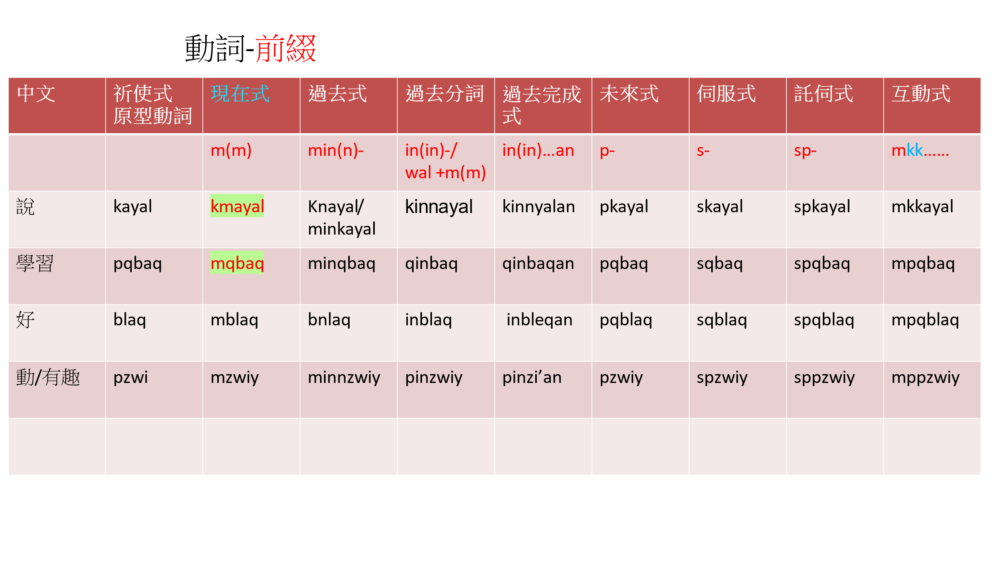 動詞-前綴
中文 祈使式 現在式 過去式 過去分詞 過去完成 未來式 伺服式 託伺式 互動式
原型動詞 式
m(m) min(n)- in(in)-/ in(in)...an p- s- sp- mkk......
wal +m(m)
說 kayal kmayal Knayal/ kinnayal kinnyalan pkayal skayal spkayal mkkayal
minkayal
學習 pqbaq mqbaq minqbaq qinbaq qinbaqan pqbaq sqbaq spqbaq mpqbaq
好 blaq mblaq bnlaq inblaq inbleqan pqblaq sqblaq spqblaq mpqblaq
動/有趣 pzwi mzwiy minnzwiy pinzwiy pinzi’an pzwiy spzwiy sppzwiy mppzwiy